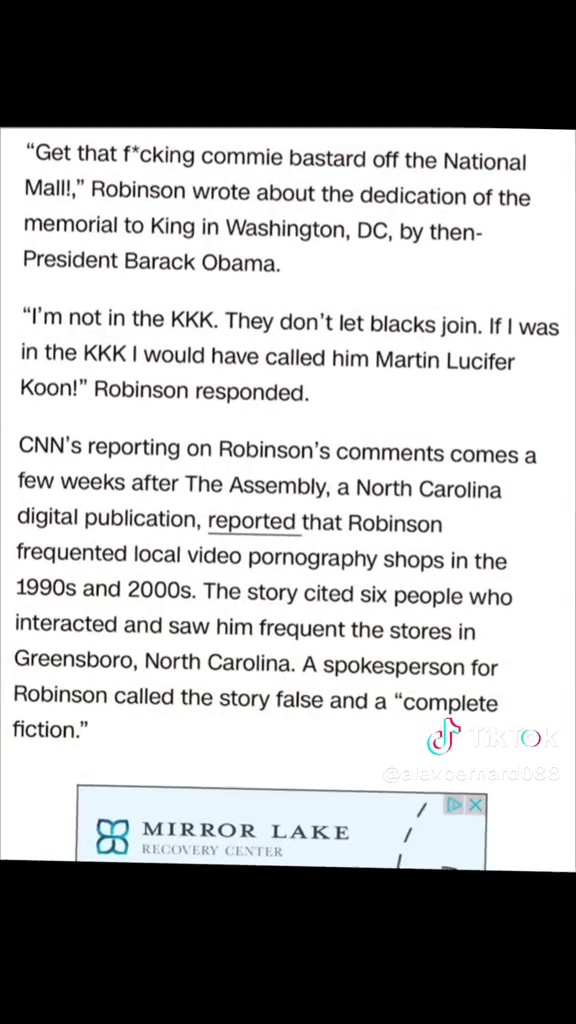 “Get that f*cking commie bastard off the National
Mall!,” Robinson wrote about the dedication of the
memorial to King in Washington, DC, by then-
President Barack Obama.
“I’m not in the KKK. They don’t let blacks join. If I was
in the KKK I would have called him Martin Lucifer
Koon!” Robinson responded.
CNN’s reporting on Robinson’s comments comes a
few weeks after The Assembly, a North Carolina
digital publication, reported that Robinson
frequented local video pornography shops in the
1990s and 2000s. The story cited six people who
interacted and saw him frequent the stores in
Greensboro, North Carolina. A spokesperson for
Robinson called the story false and a “complete
fiction.”
TikTok
@alexbernard088
MIRROR LAKE
RECOVERY CENTER